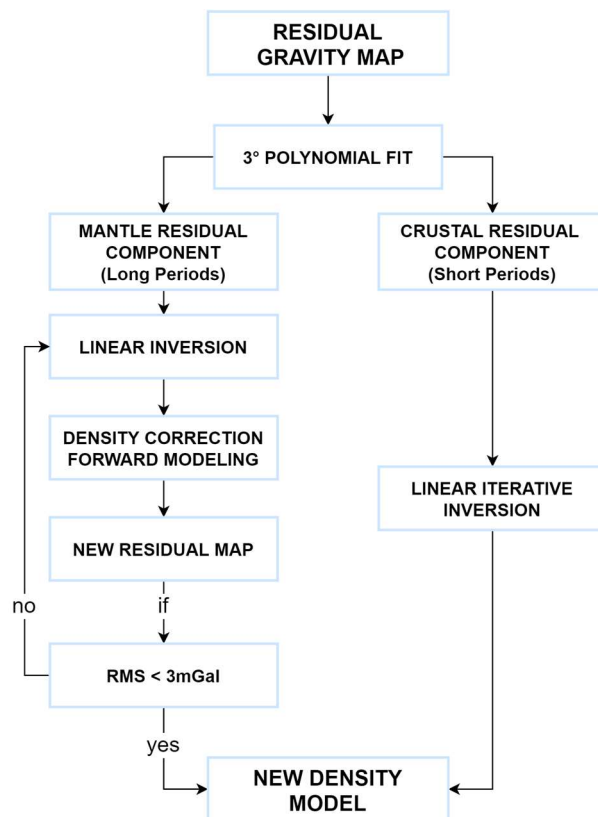 RESIDUAL
GRAVITY MAP
3° POLYNOMIAL FIT
MANTLE RESIDUAL
COMPONENT
(Long Periods)
CRUSTAL RESIDUAL
COMPONENT
(Short Periods)
LINEAR INVERSION
DENSITY CORRECTION
FORWARD MODELING
LINEAR ITERATIVE
INVERSION
NEW RESIDUAL MAP
no
if
RMS < 3mGal
yes
NEW DENSITY
MODEL